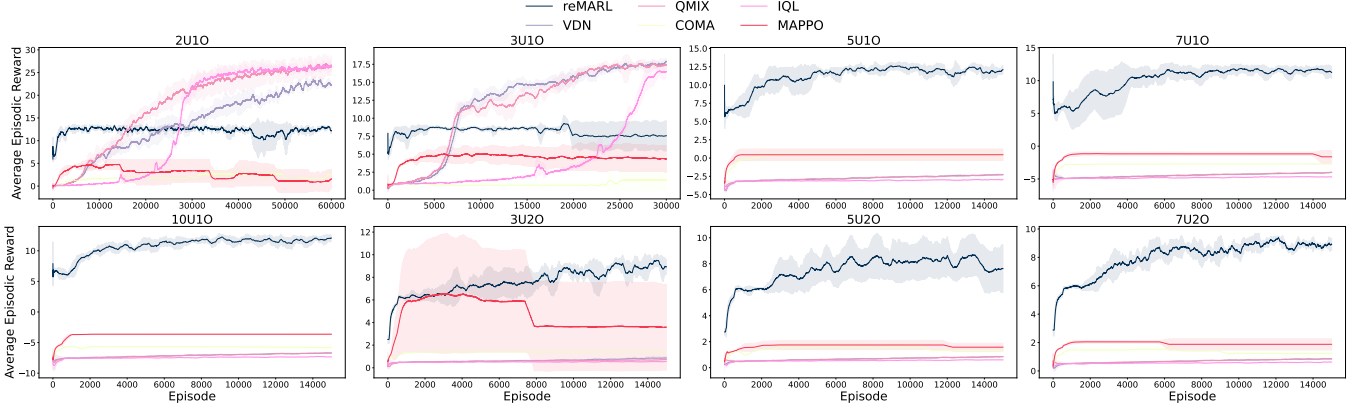 reMARL QMIX IQL
VDN COMA MAPPO
2U1O 3U1O 5U1O 7U1O
Average Episodic Reward
30
25
20
15
10
5
0
0 10000 20000 30000 40000 50000 60000
17.5
15.0
12.5
10.0
7.5
5.0
2.5
0.0
0 5000 10000 15000 20000 25000 30000
15.0
12.5
10.0
7.5
5.0
2.5
0.0
−2.5
−5.0
0 2000 4000 6000 8000 10000 12000 14000
15
10
5
0
−5
0 2000 4000 6000 8000 10000 12000 14000
10U1O 3U2O 5U2O 7U2O
Average Episodic Reward
10
5
0
−5
−10
0 2000 4000 6000 8000 10000 12000 14000
Episode
12
10
8
6
4
2
0
0 2000 4000 6000 8000 10000 12000 14000
Episode
10
8
6
4
2
0
0 2000 4000 6000 8000 10000 12000 14000
Episode
10
8
6
4
2
0
0 2000 4000 6000 8000 10000 12000 14000
Episode